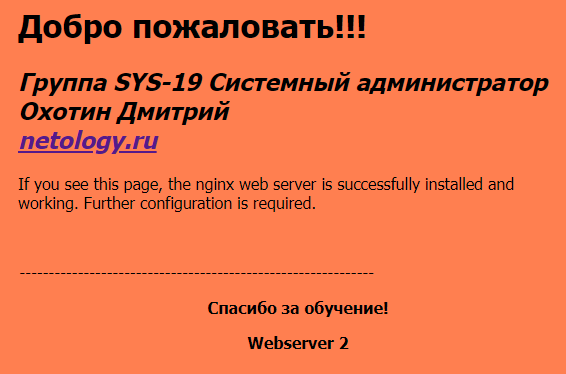 Добро пожаловать!!!
Группа SYS-19 Системный администратор
Охотин Дмитрий
netology.ru
If you see this page, the nginx web server is successfully installed and
working. Further configuration is required.
-------------------------------------------------------------
Спасибо за обучение!
Webserver 2